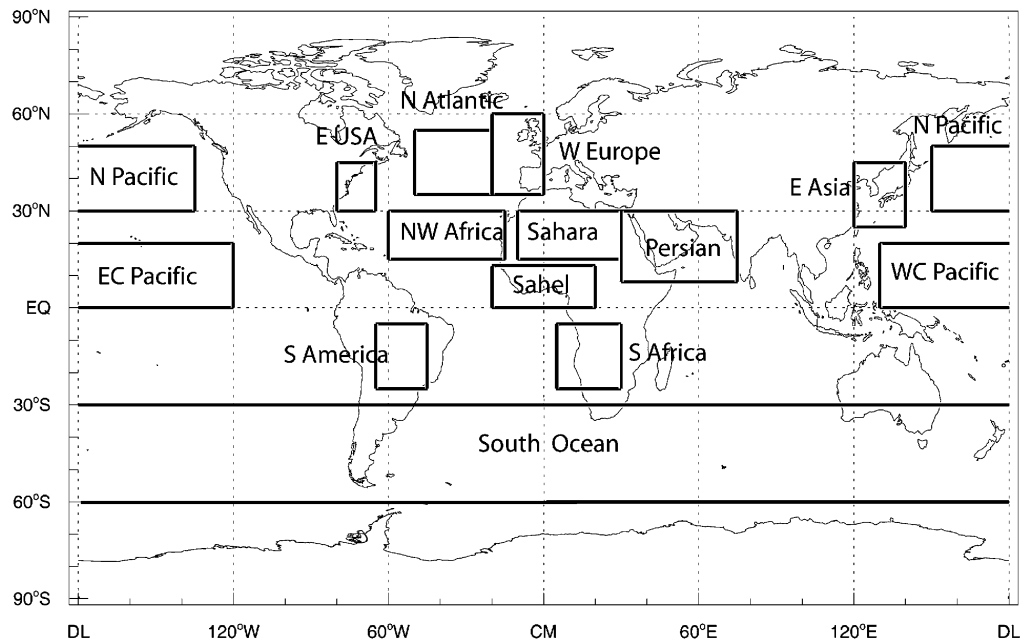 90°N
N Atlantic
60°N
E USA
N Pacific
W Europe
N Pacific
E Asia
30°N
NW Africa
Sahara
Persian
EC Pacific
Sahel
WC Pacific
EQ
S America
S Africa
30°S
South Ocean
60°S
90°S
DL
120°W
60°W
CM
60°E
120°E
DL